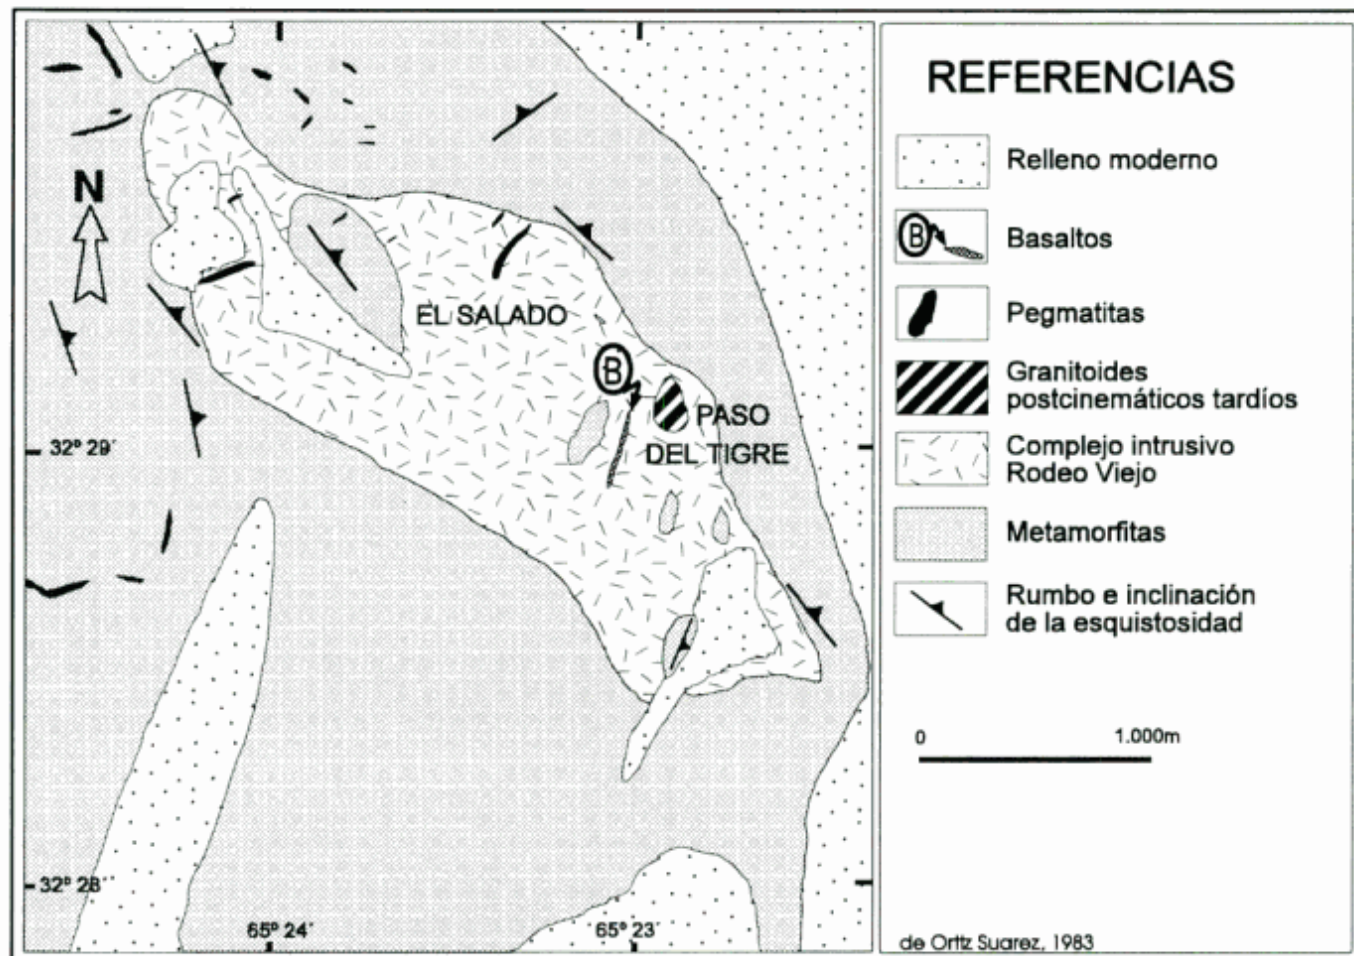 N
EL SALADO
B
PASO
DEL TIGRE
32° 29´
32° 28´
65° 24´
65° 23´
REFERENCIAS
Relleno moderno
B
Basaltos
Pegmatitas
Granitoides
postcinemáticos tardíos
Complejo intrusivo
Rodeo Viejo
Metamorfitas
Rumbo e inclinación
de la esquistosidad
0
1.000m
de Ortiz Suarez, 1983